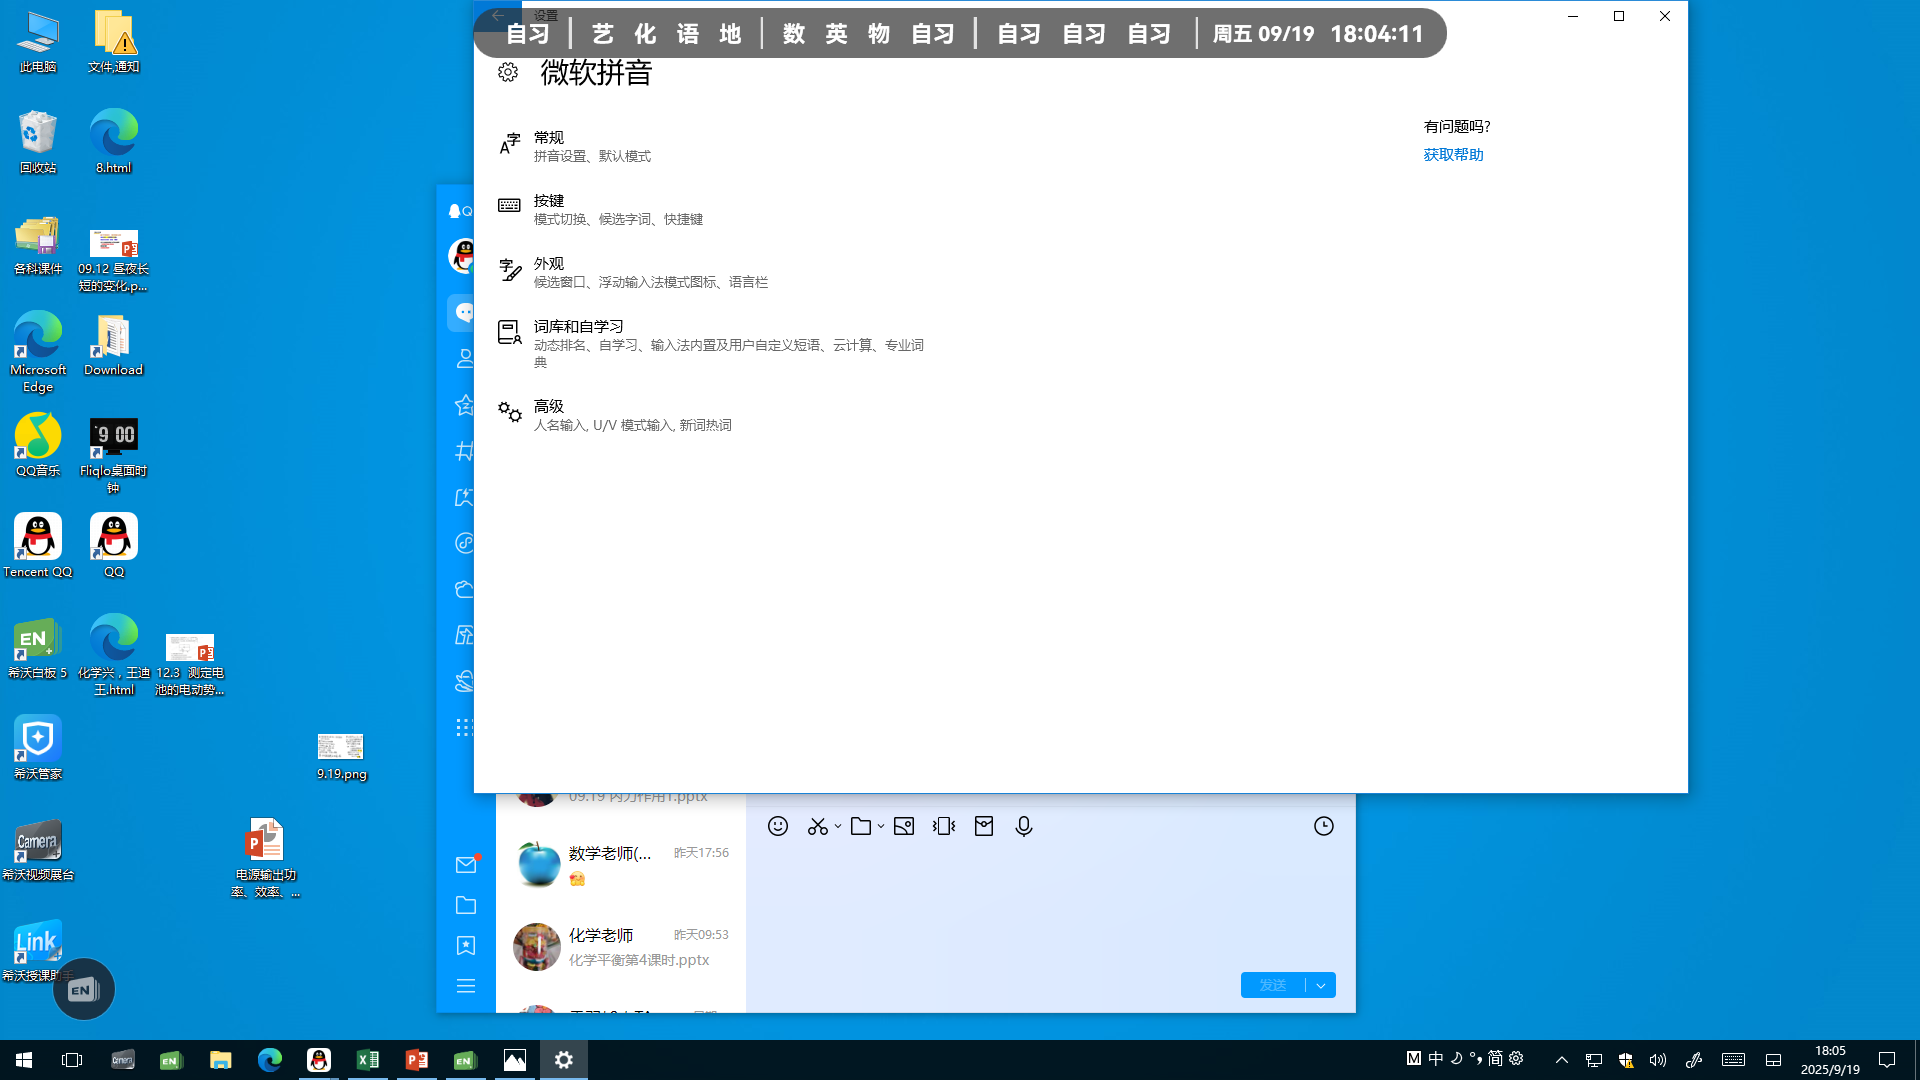 设置
自习 艺 化 语 地 数 英 物 自习 自习 自习 自习 周五 09/19 18:04:11
微软拼音
常规
拼音设置、默认模式
按键
模式切换、候选字词、快捷键
外观
候选窗口、浮动输入法模式图标、语言栏
词库和自学习
动态排名、自学习、输入法内置及用户自定义短语、云计算、专业词
典
高级
人名输入, U/V 模式输入, 新词热词
有问题吗?
获取帮助
此电脑
文件,通知
回收站
8.html
各科课件
09.12 昼夜长
短的变化.p...
Microsoft
Edge
Download
QQ音乐
Fliqlo桌面时
钟
Tencent QQ
QQ
希沃白板 5
化学兴，王迪
王.html
12.3 测定电
池的电动势...
希沃管家
9.19.png
希沃视频展台
电源输出功
率、效率、...
希沃授课助手
09.19 内力作用1.pptx
数学老师(...
昨天17:56
化学老师
昨天09:53
化学平衡第4课时.pptx
发送
EN
Camera
Link
9 00
M 中 简
18:05
2025/9/19